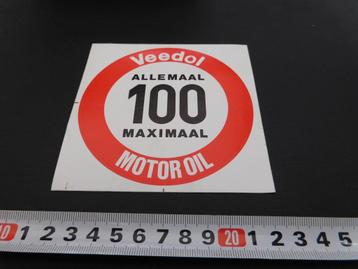 Veedol
ALLEMAAL
100
MAXIMAAL
MOTOR OIL
10 1 2 3 4 5 6 7 8 9 20 1 2 3 4 5